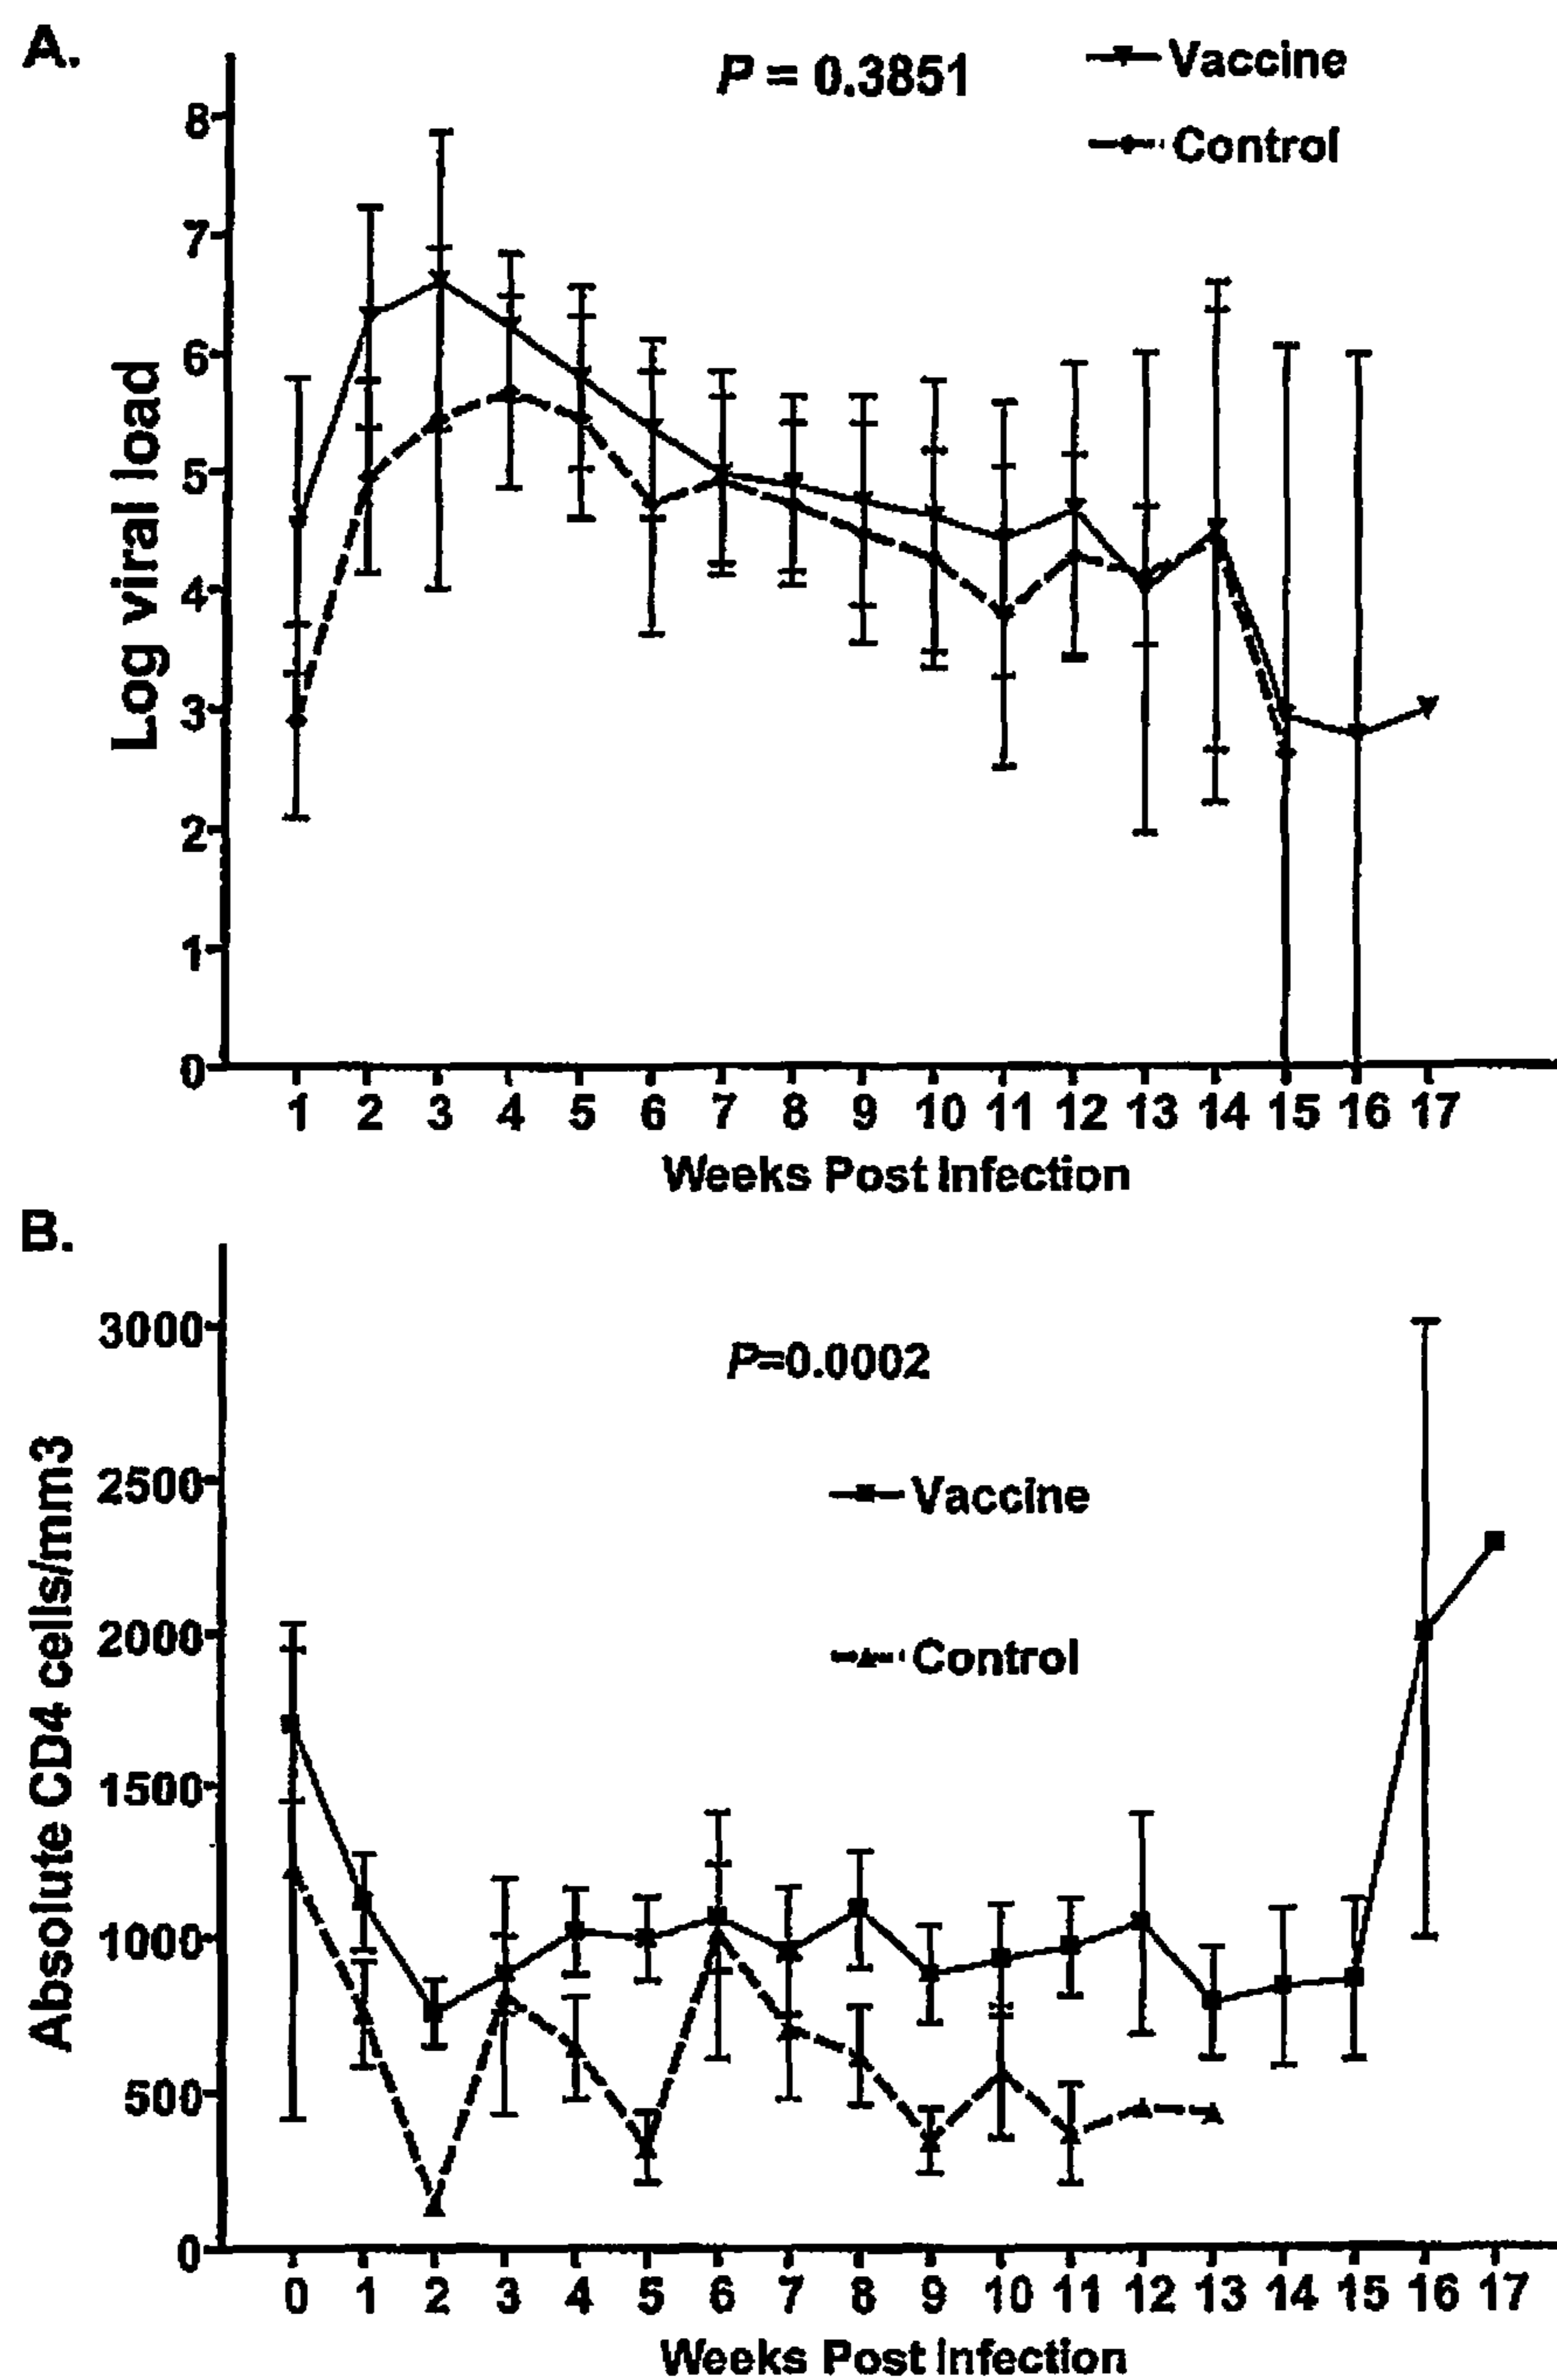 A.
P = 0.3851
Vaccine
Control
8
7
6
5
4
3
2
1
0
Log viral load
1 2 3 4 5 6 7 8 9 10 11 12 13 14 15 16 17
Weeks Post Infection
B.
P=0.0002
Vaccine
Control
3000
2500
2000
1500
1000
500
0
Absolute CD4 cells/mm3
0 1 2 3 4 5 6 7 8 9 10 11 12 13 14 15 16 17
Weeks Post Infection